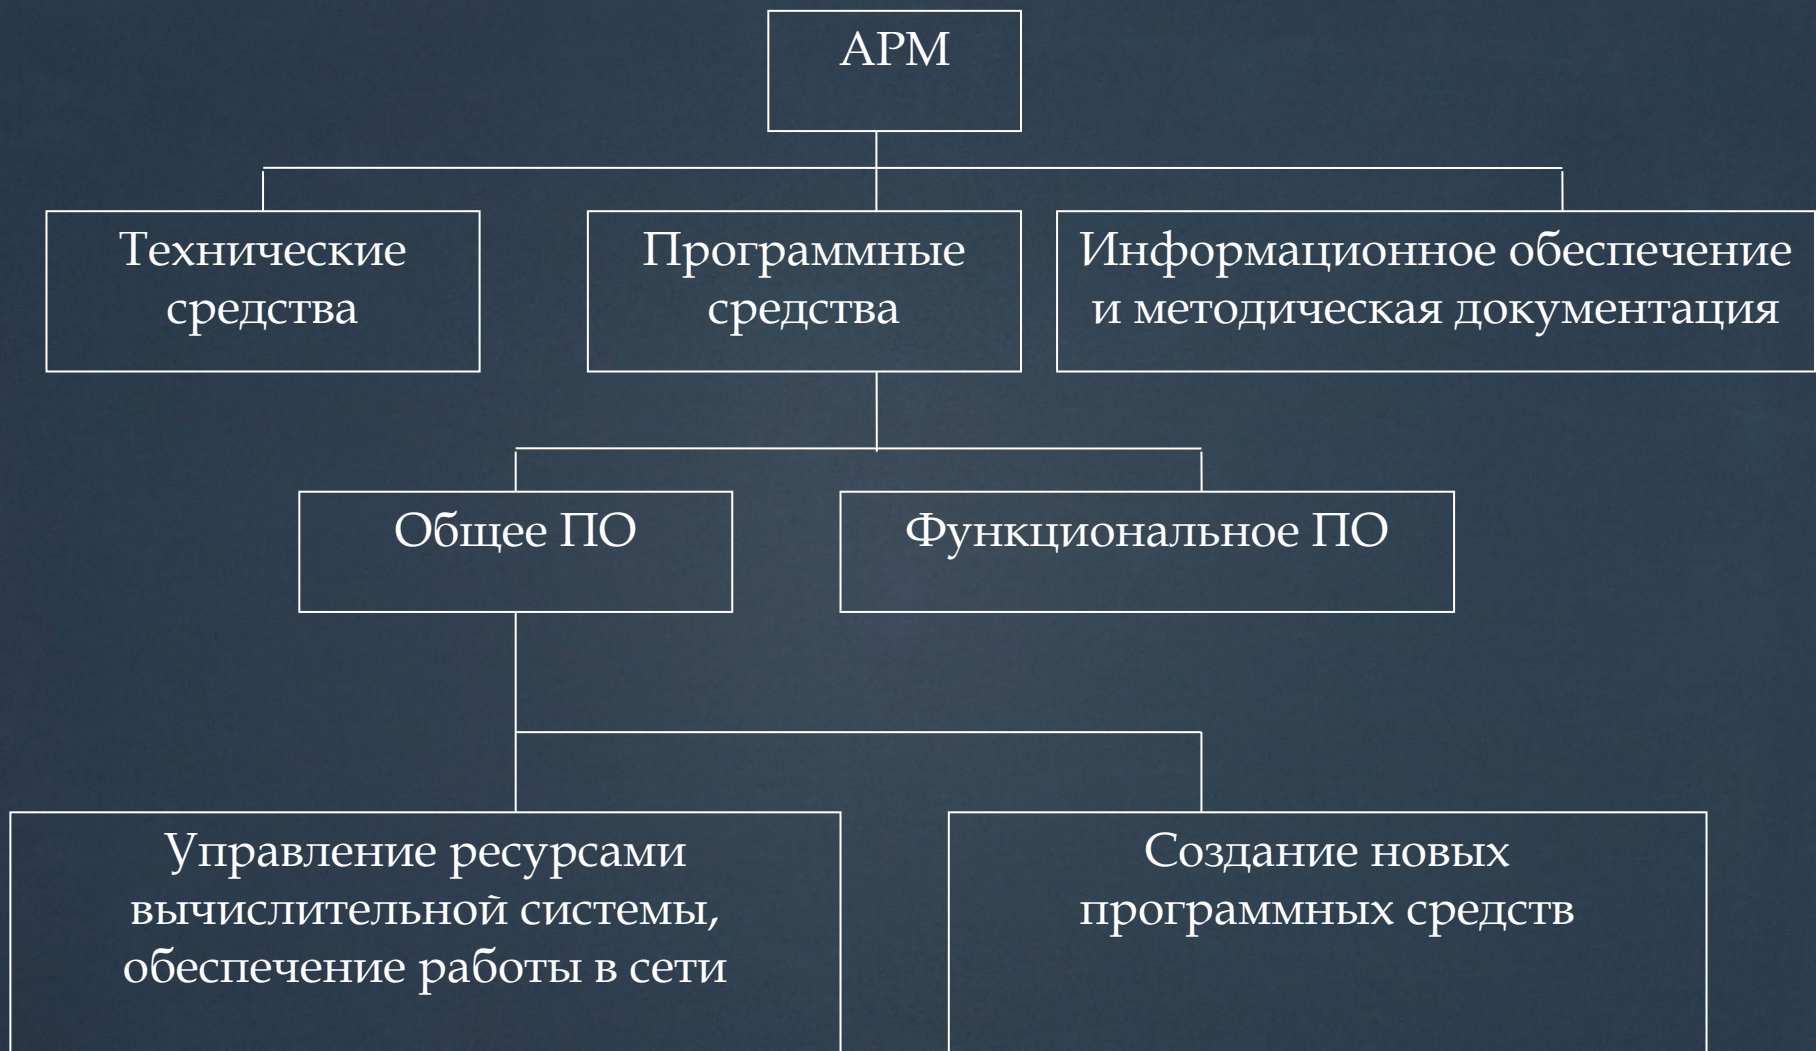 АРМ
Технические
средства
Программные
средства
Информационное обеспечение
и методическая документация
Общее ПО
Функциональное ПО
Управление ресурсами
вычислительной системы,
обеспечение работы в сети
Создание новых
программных средств